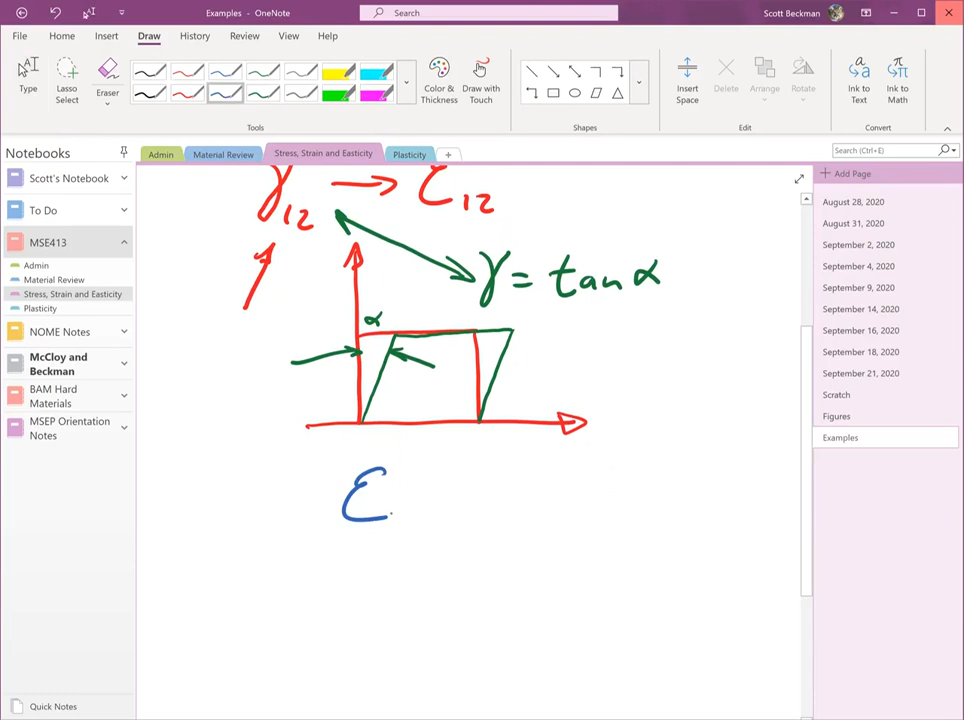 Examples - OneNote
Search
Scott Beckman
File Home Insert Draw History Review View Help
Type
Lasso Select
Eraser
Color & Thickness
Draw with Touch
Insert Space
Delete
Arrange
Rotate
Ink to Text
Ink to Math
Tools
Shapes
Edit
Convert
Notebooks
Admin
Material Review
Stress, Strain and Easticity
Plasticity
Search (Ctrl+E)
Scott's Notebook
To Do
MSE413
Admin
Material Review
Stress, Strain and Easticity
Plasticity
NOME Notes
McCloy and
Beckman
BAM Hard
Materials
MSEP Orientation
Notes
Quick Notes
γ12 → ε12
γ = tan α
α
ε
Add Page
August 28, 2020
August 31, 2020
September 2, 2020
September 4, 2020
September 9, 2020
September 14, 2020
September 16, 2020
September 18, 2020
September 21, 2020
Scratch
Figures
Examples